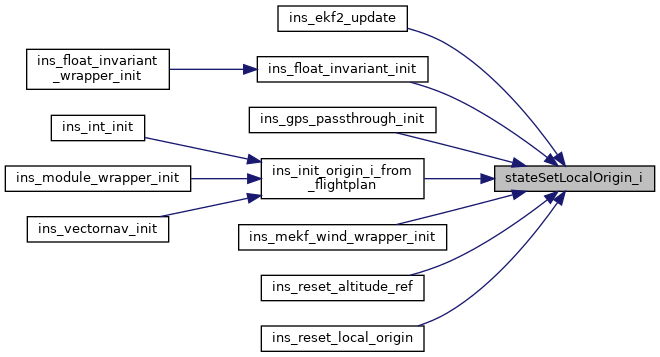 ins_ekf2_update
ins_float_invariant
_wrapper_init
ins_float_invariant_init
ins_gps_passthrough_init
ins_int_init
ins_init_origin_i_from
_flightplan
ins_module_wrapper_init
stateSetLocalOrigin_i
ins_vectornav_init
ins_mekf_wind_wrapper_init
ins_reset_altitude_ref
ins_reset_local_origin